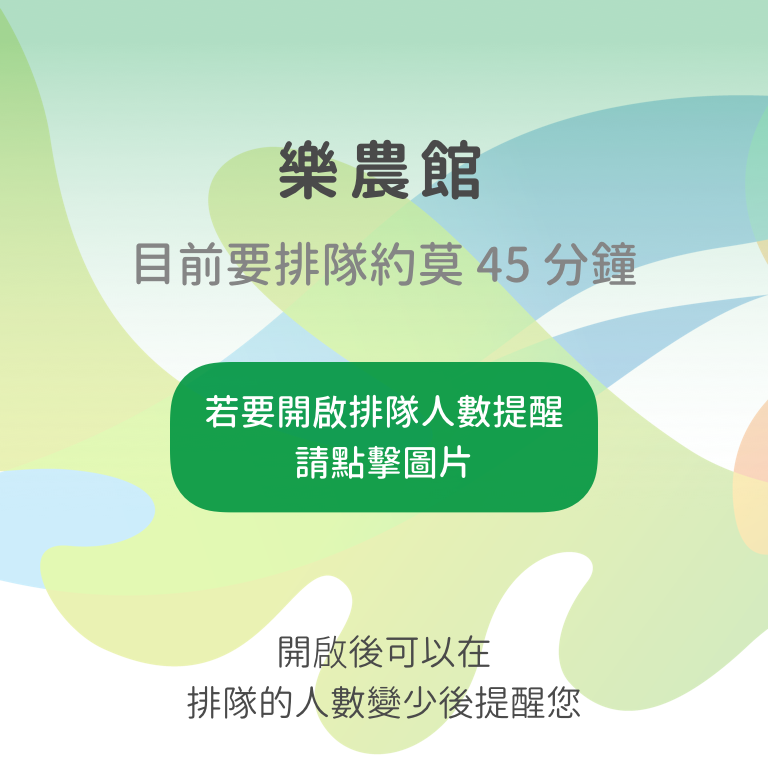 樂農館
目前要排隊約莫 45 分鐘
若要開啟排隊人數提醒
請點擊圖片
開啟後可以在
排隊的人數變少後提醒您